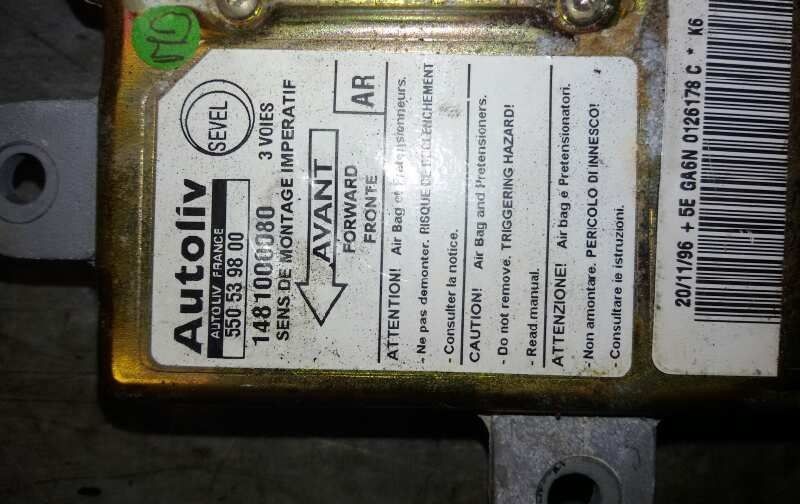 Autoliv
AUTOLIV FRANCE
550 53 98 00
1481000080
SEVEL
3 VOIES
SENS DE MONTAGE IMPERATIF
AVANT
FORWARD
FRONTE
AR
ATTENTION! Air Bag et Pretensionneurs.
- Ne pas demonter. RISQUE DE DECLENCHEMENT
- Consulter la notice.
CAUTION! Air Bag and Pretensioners.
- Do not remove. TRIGGERING HAZARD!
- Read manual.
ATTENZIONE! Air bag e Pretensionatori.
- Non amontare. PERICOLO DI INNESCO!
- Consultare ie istruzioni.
20/11/96 + 5E GA6N 0126178 C * K6